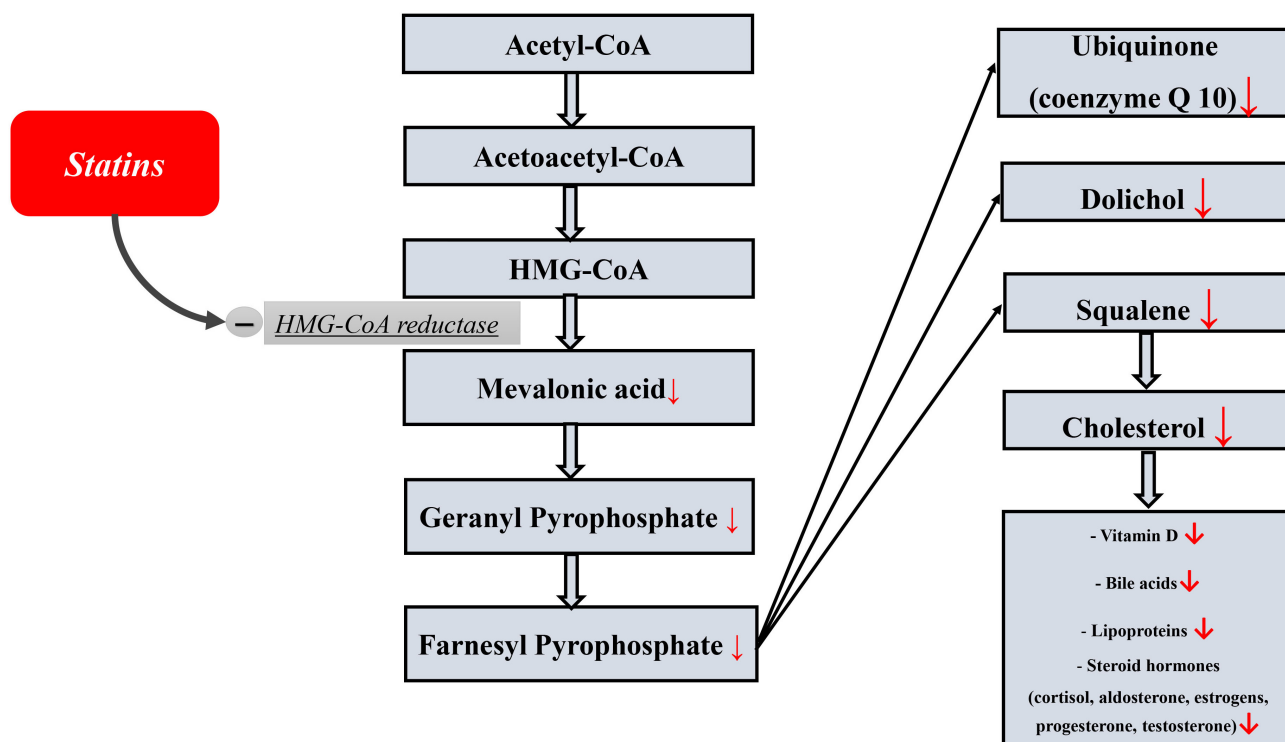 Acetyl-CoA
Acetoacetyl-CoA
Statins
HMG-CoA
− HMG-CoA reductase
Mevalonic acid↓
Geranyl Pyrophosphate ↓
Farnesyl Pyrophosphate ↓
Ubiquinone
(coenzyme Q 10)↓
Dolichol ↓
Squalene ↓
Cholesterol ↓
- Vitamin D ↓
- Bile acids↓
- Lipoproteins ↓
- Steroid hormones
(cortisol, aldosterone, estrogens,
progesterone, testosterone)↓